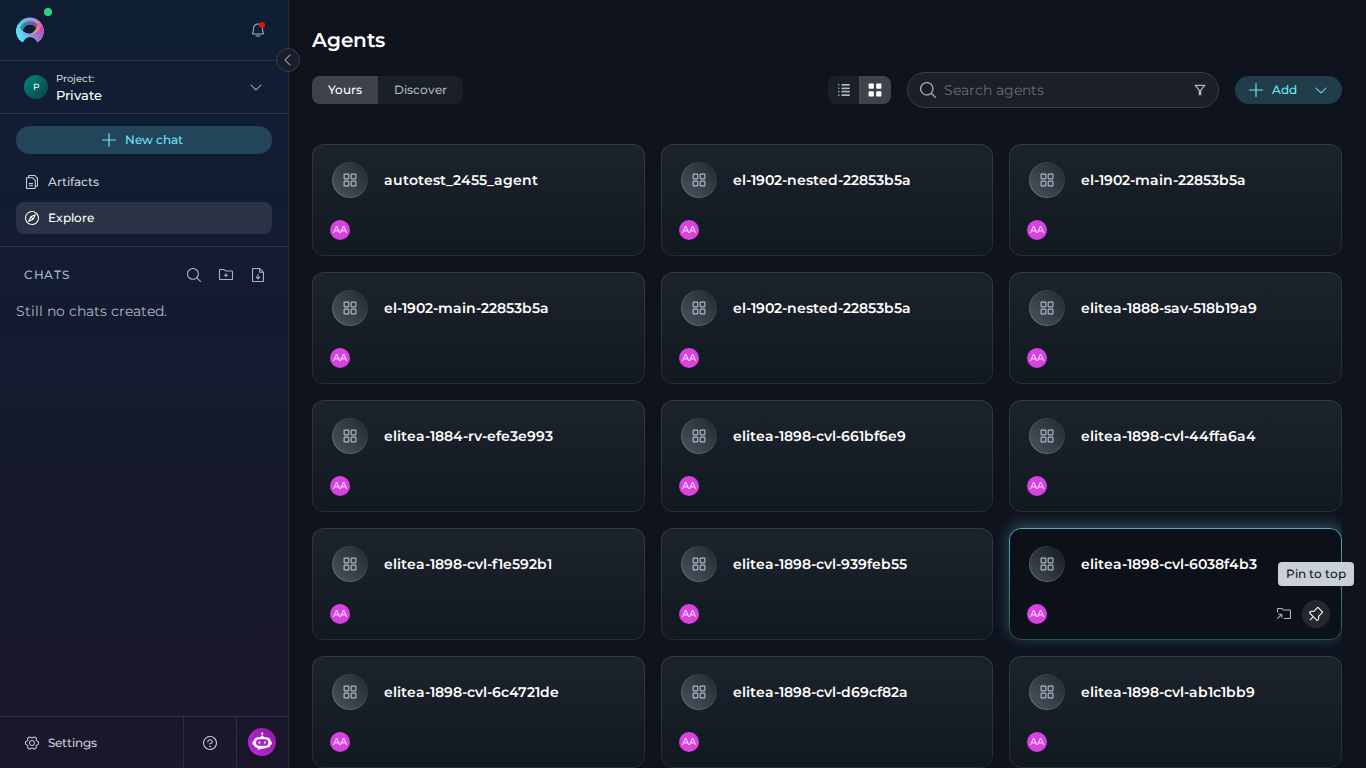 Agents
Project:
P
Private
Yours
Discover
Search agents
Add
New chat
Artifacts
Explore
CHATS
Still no chats created.
autotest_2455_agent
el-1902-nested-22853b5a
el-1902-main-22853b5a
AA
AA
AA
el-1902-main-22853b5a
el-1902-nested-22853b5a
elitea-1888-sav-518b19a9
AA
AA
AA
elitea-1884-rv-efe3e993
elitea-1898-cvl-661bf6e9
elitea-1898-cvl-44ffa6a4
AA
AA
AA
elitea-1898-cvl-f1e592b1
elitea-1898-cvl-939feb55
elitea-1898-cvl-6038f4b3
Pin to top
AA
AA
AA
elitea-1898-cvl-6c4721de
elitea-1898-cvl-d69cf82a
elitea-1898-cvl-ab1c1bb9
AA
AA
AA
Settings